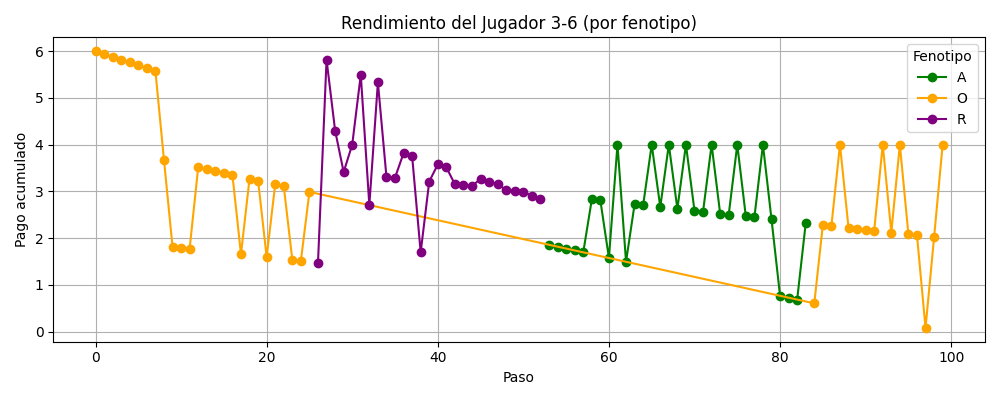 Rendimiento del Jugador 3-6 (por fenotipo)
Pago acumulado
6
5
4
3
2
1
0
Fenotipo
A
O
R
0 20 40 60 80 100
Paso